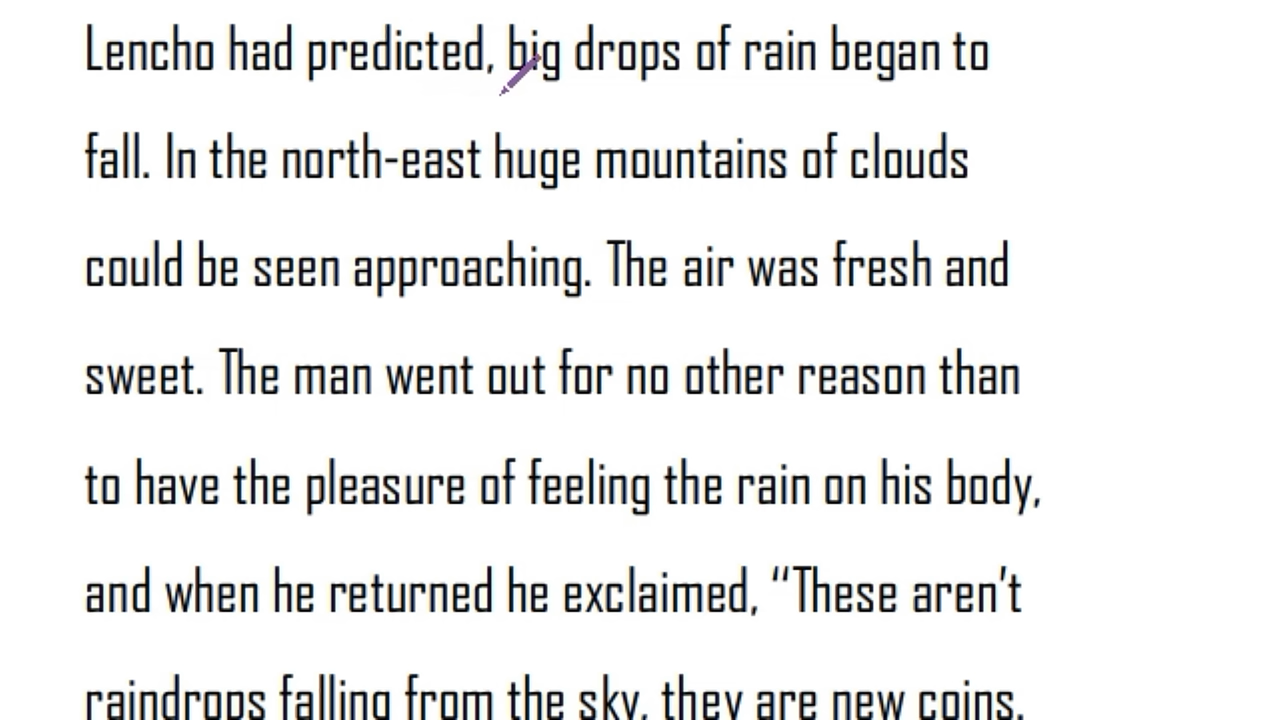 Lencho had predicted, big drops of rain began to
fall. In the north-east huge mountains of clouds
could be seen approaching. The air was fresh and
sweet. The man went out for no other reason than
to have the pleasure of feeling the rain on his body,
and when he returned he exclaimed, “These aren’t
raindrops falling from the sky, they are new coins.